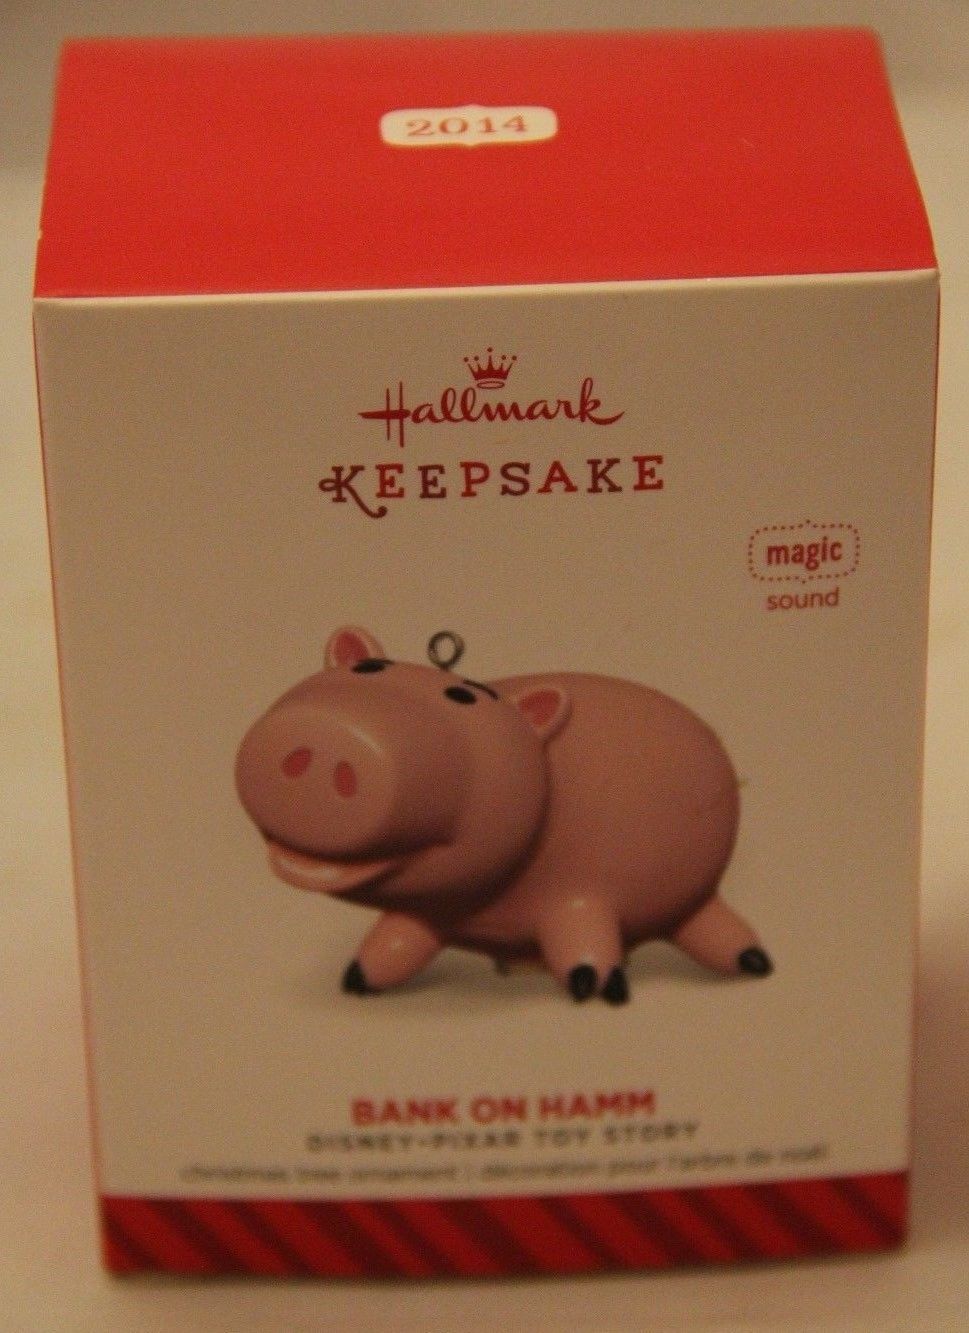 2014
Hallmark
KEEPSAKE
magic
sound
BANK ON HAMM
DISNEY-PIXAR TOY STORY
christmas tree ornament | décoration pour l'arbre de noël